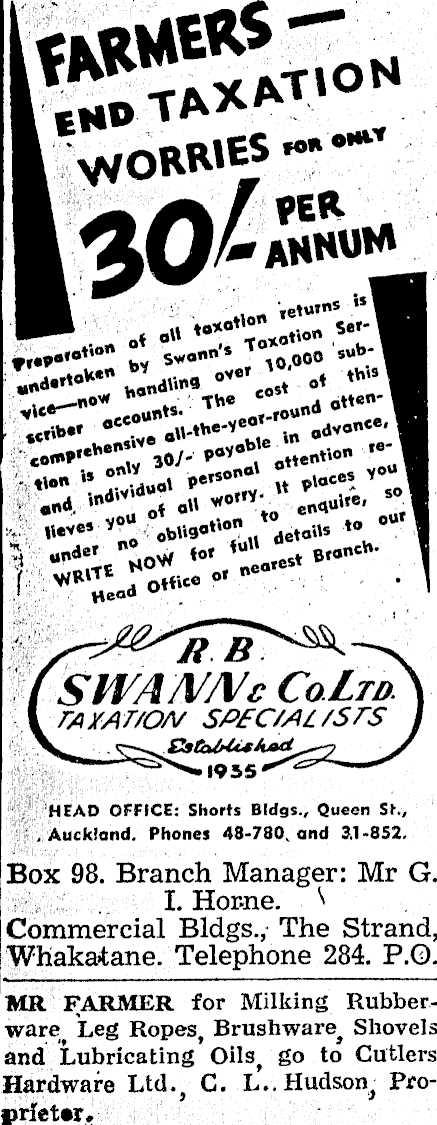 FARMERS —
END TAXATION
WORRIES FOR ONLY
30/- PER
ANNUM
Preparation of all taxation returns is
undertaken by Swann's Taxation Ser-
vice—now handling over 10,000 sub-
scriber accounts. The cost of this
comprehensive all-the-year-round atten-
tion is only 30/- payable in advance,
and individual personal attention re-
lieves you of all worry. It places you
under no obligation to enquire, so
WRITE NOW for full details to our
Head Office or nearest Branch.
R. B.
SWANN & Co. LTD.
TAXATION SPECIALISTS
Established
1935
HEAD OFFICE: Shorts Bldgs., Queen St.,
Auckland. Phones 48-780, and 31-852.
Box 98. Branch Manager: Mr G.
I. Horne.
Commercial Bldgs., The Strand,
Whakatane. Telephone 284. P.O.
MR FARMER for Milking Rubber-
ware, Leg Ropes, Brushware, Shovels
and Lubricating Oils, go to Cutlers
Hardware Ltd., C. L. Hudson, Pro-
prietor.